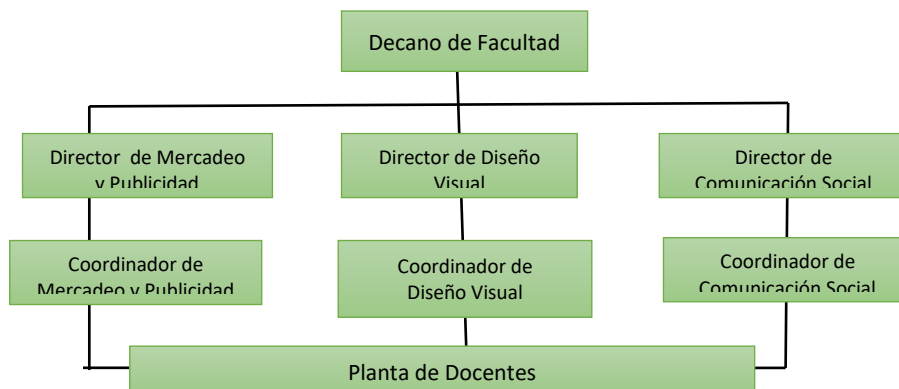 Decano de Facultad
Director de Mercadeo
y Publicidad
Director de Diseño
Visual
Director de
Comunicación Social
Coordinador de
Mercadeo y Publicidad
Coordinador de
Diseño Visual
Coordinador de
Comunicación Social
Planta de Docentes